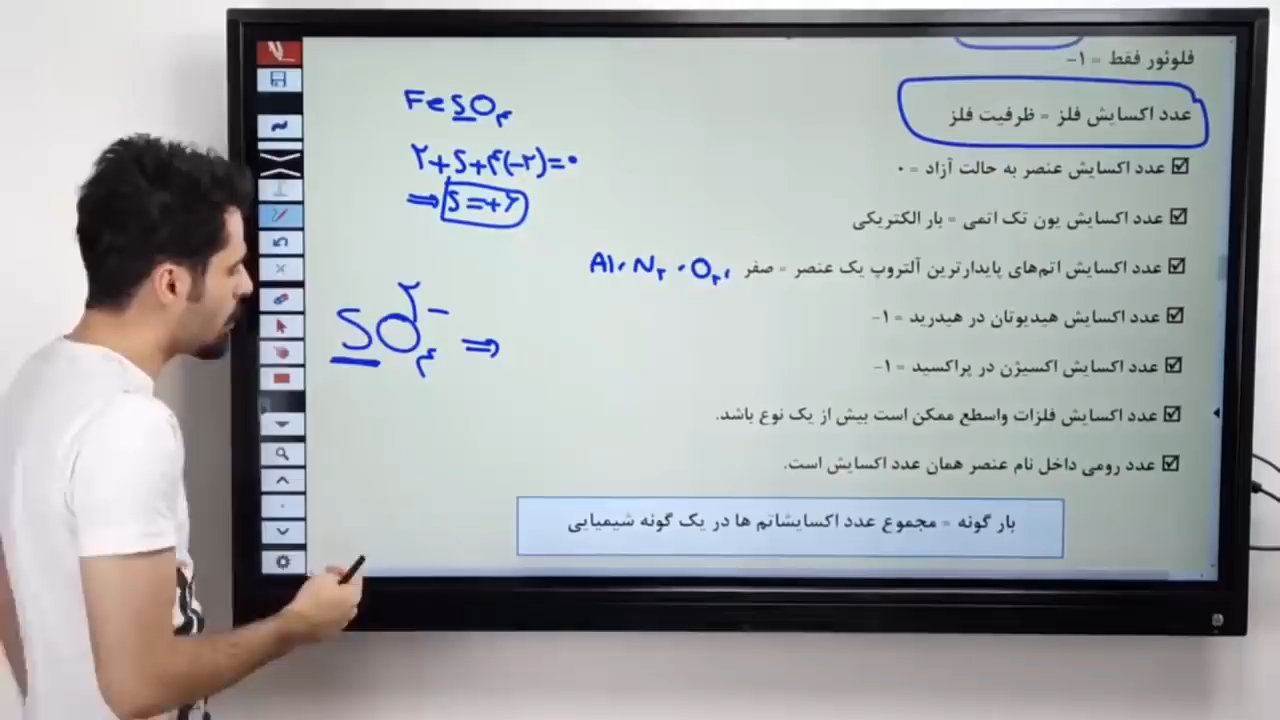 فلوئور فقط = ۱-
عدد اکسایش فلز = ظرفیت فلز
عدد اکسایش عنصر به حالت آزاد = ۰
عدد اکسایش یون تک اتمی = بار الکتریکی
عدد اکسایش اتم‌های پایدارترین آلتروپ یک عنصر = صفر ، Al، N۲، O۲
عدد اکسایش هیدیوتان در هیدرید = ۱-
عدد اکسایش اکسیژن در پراکسید = ۱-
عدد اکسایش فلزات واسطع ممکن است بیش از یک نوع باشد.
عدد رومی داخل نام عنصر همان عدد اکسایش است.
بار گونه = مجموع عدد اکسایشاتم ها در یک گونه شیمیایی
FeSO۴
۲+S+۴(-۲)=۰
⇒ S=+۶
SO۴۲- ⇒